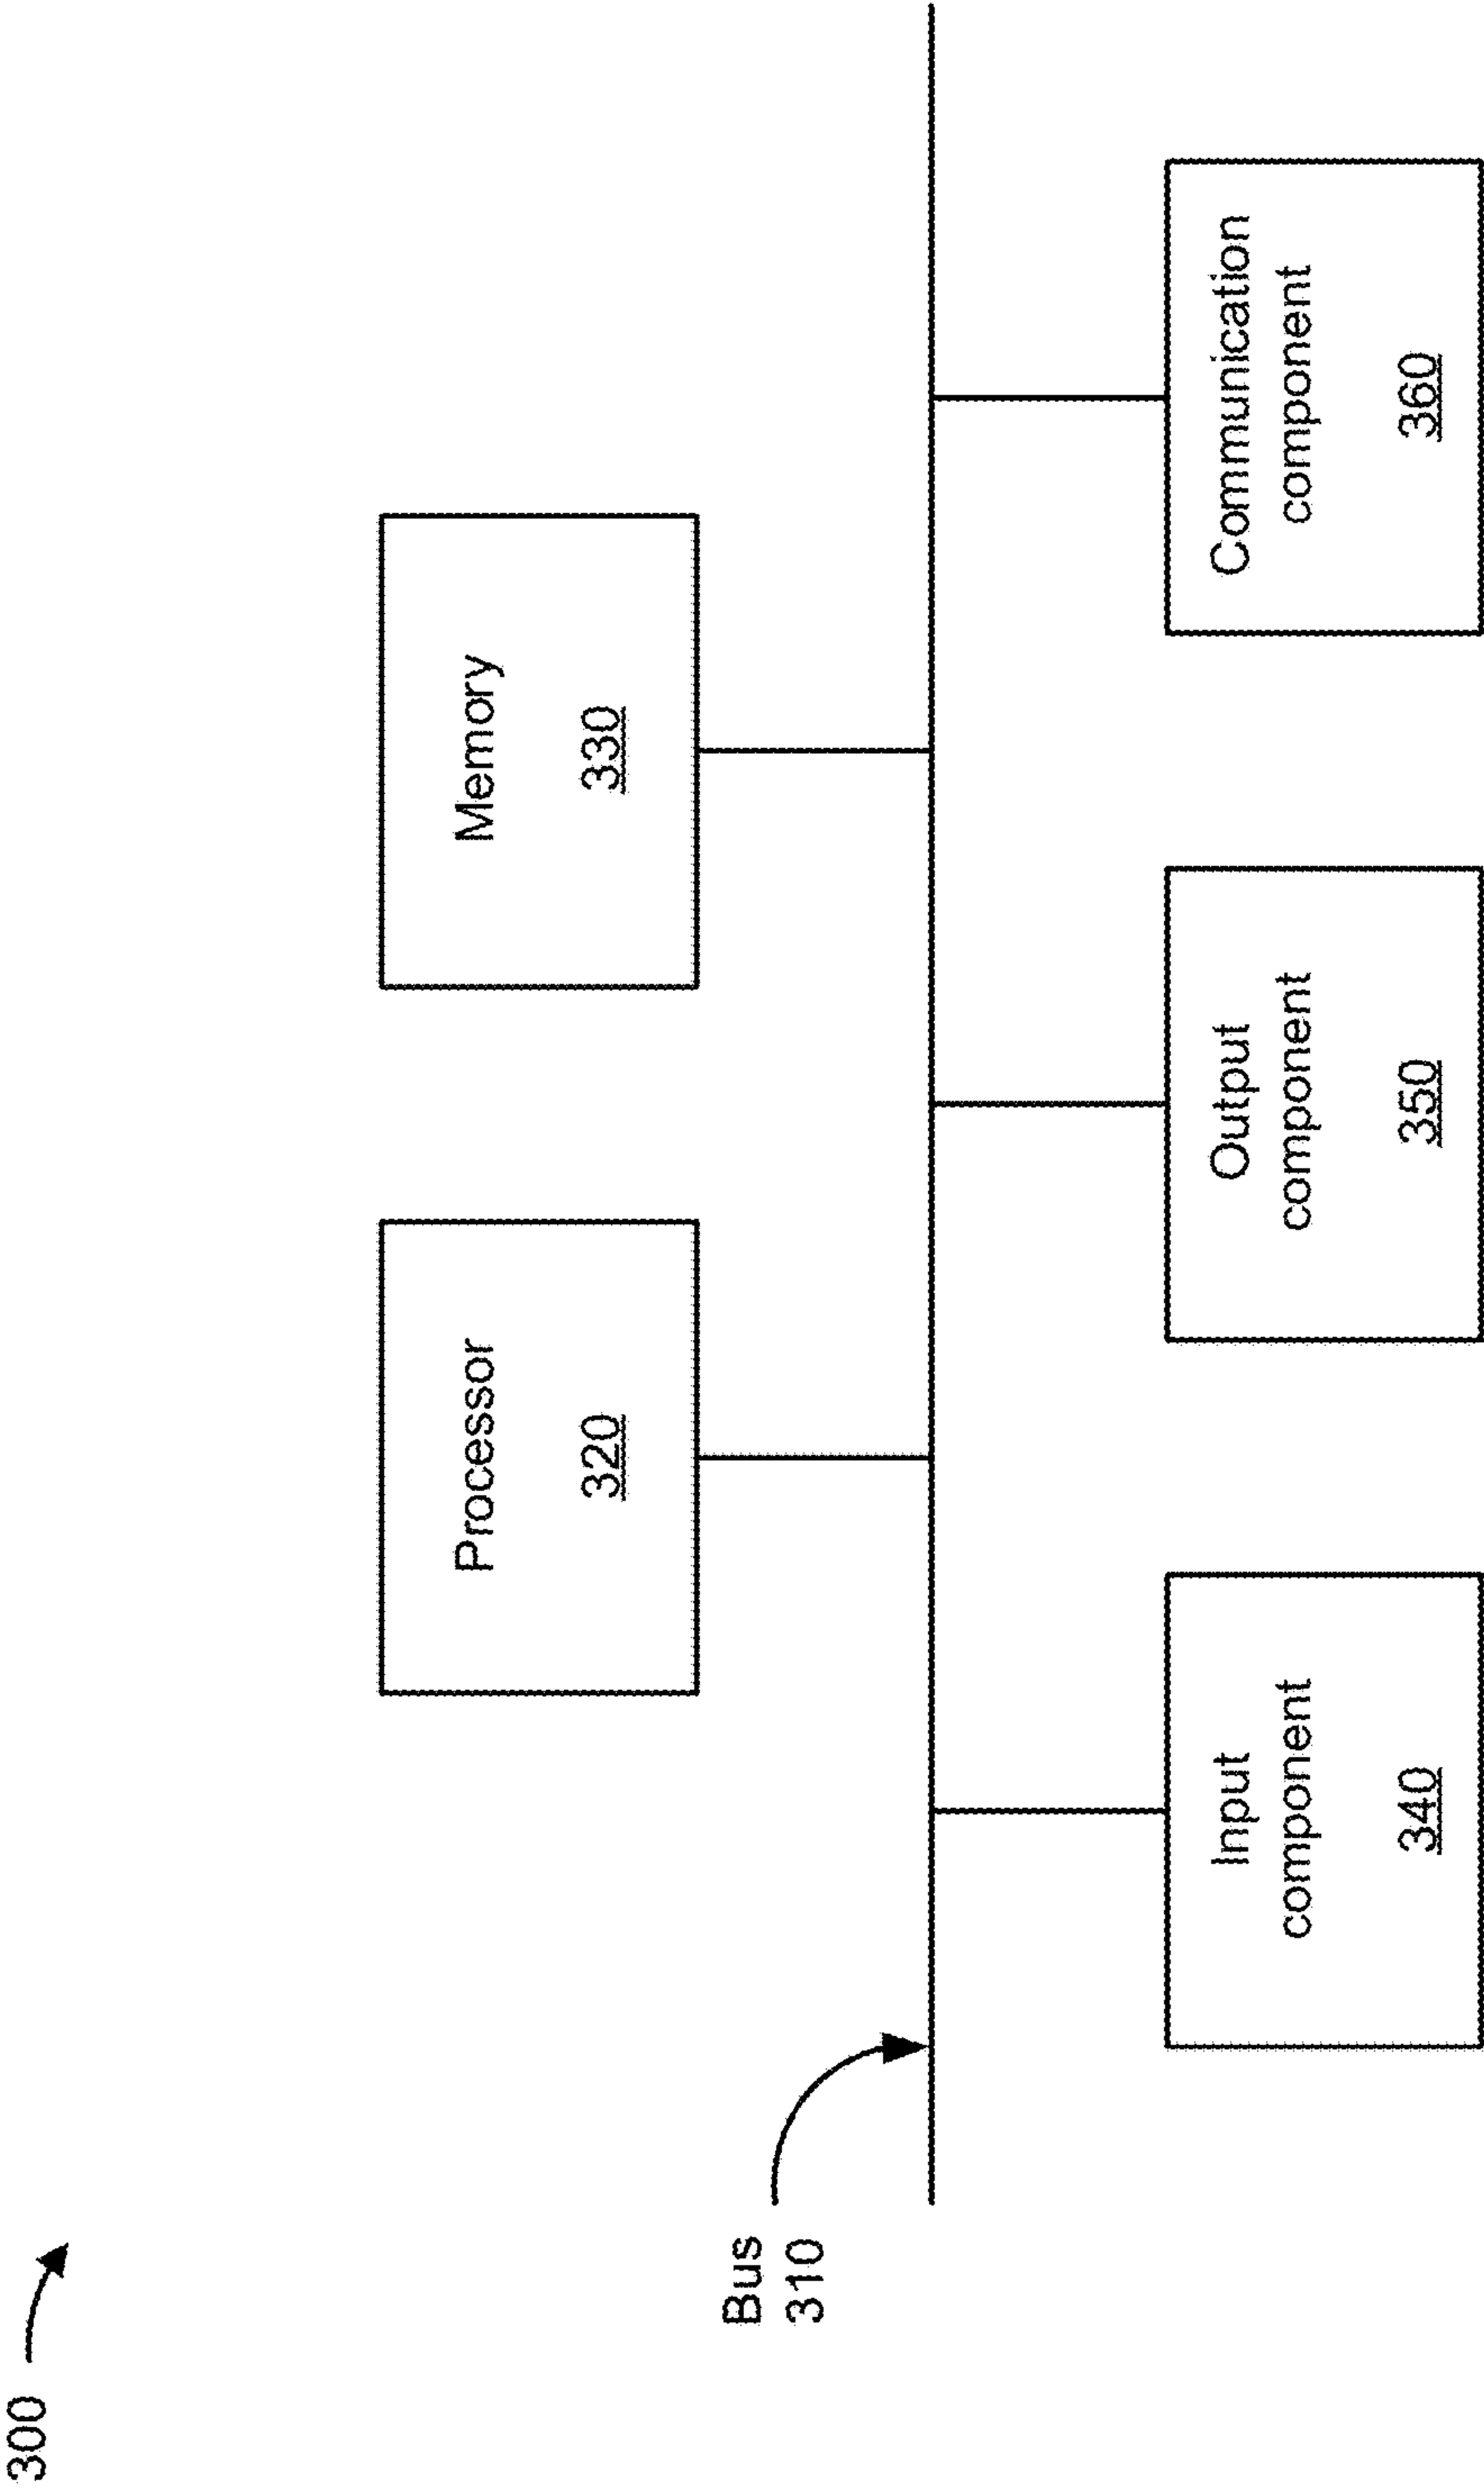 300
Processor
320
Memory
330
Bus
310
Input
component
340
Output
component
350
Communication
component
360